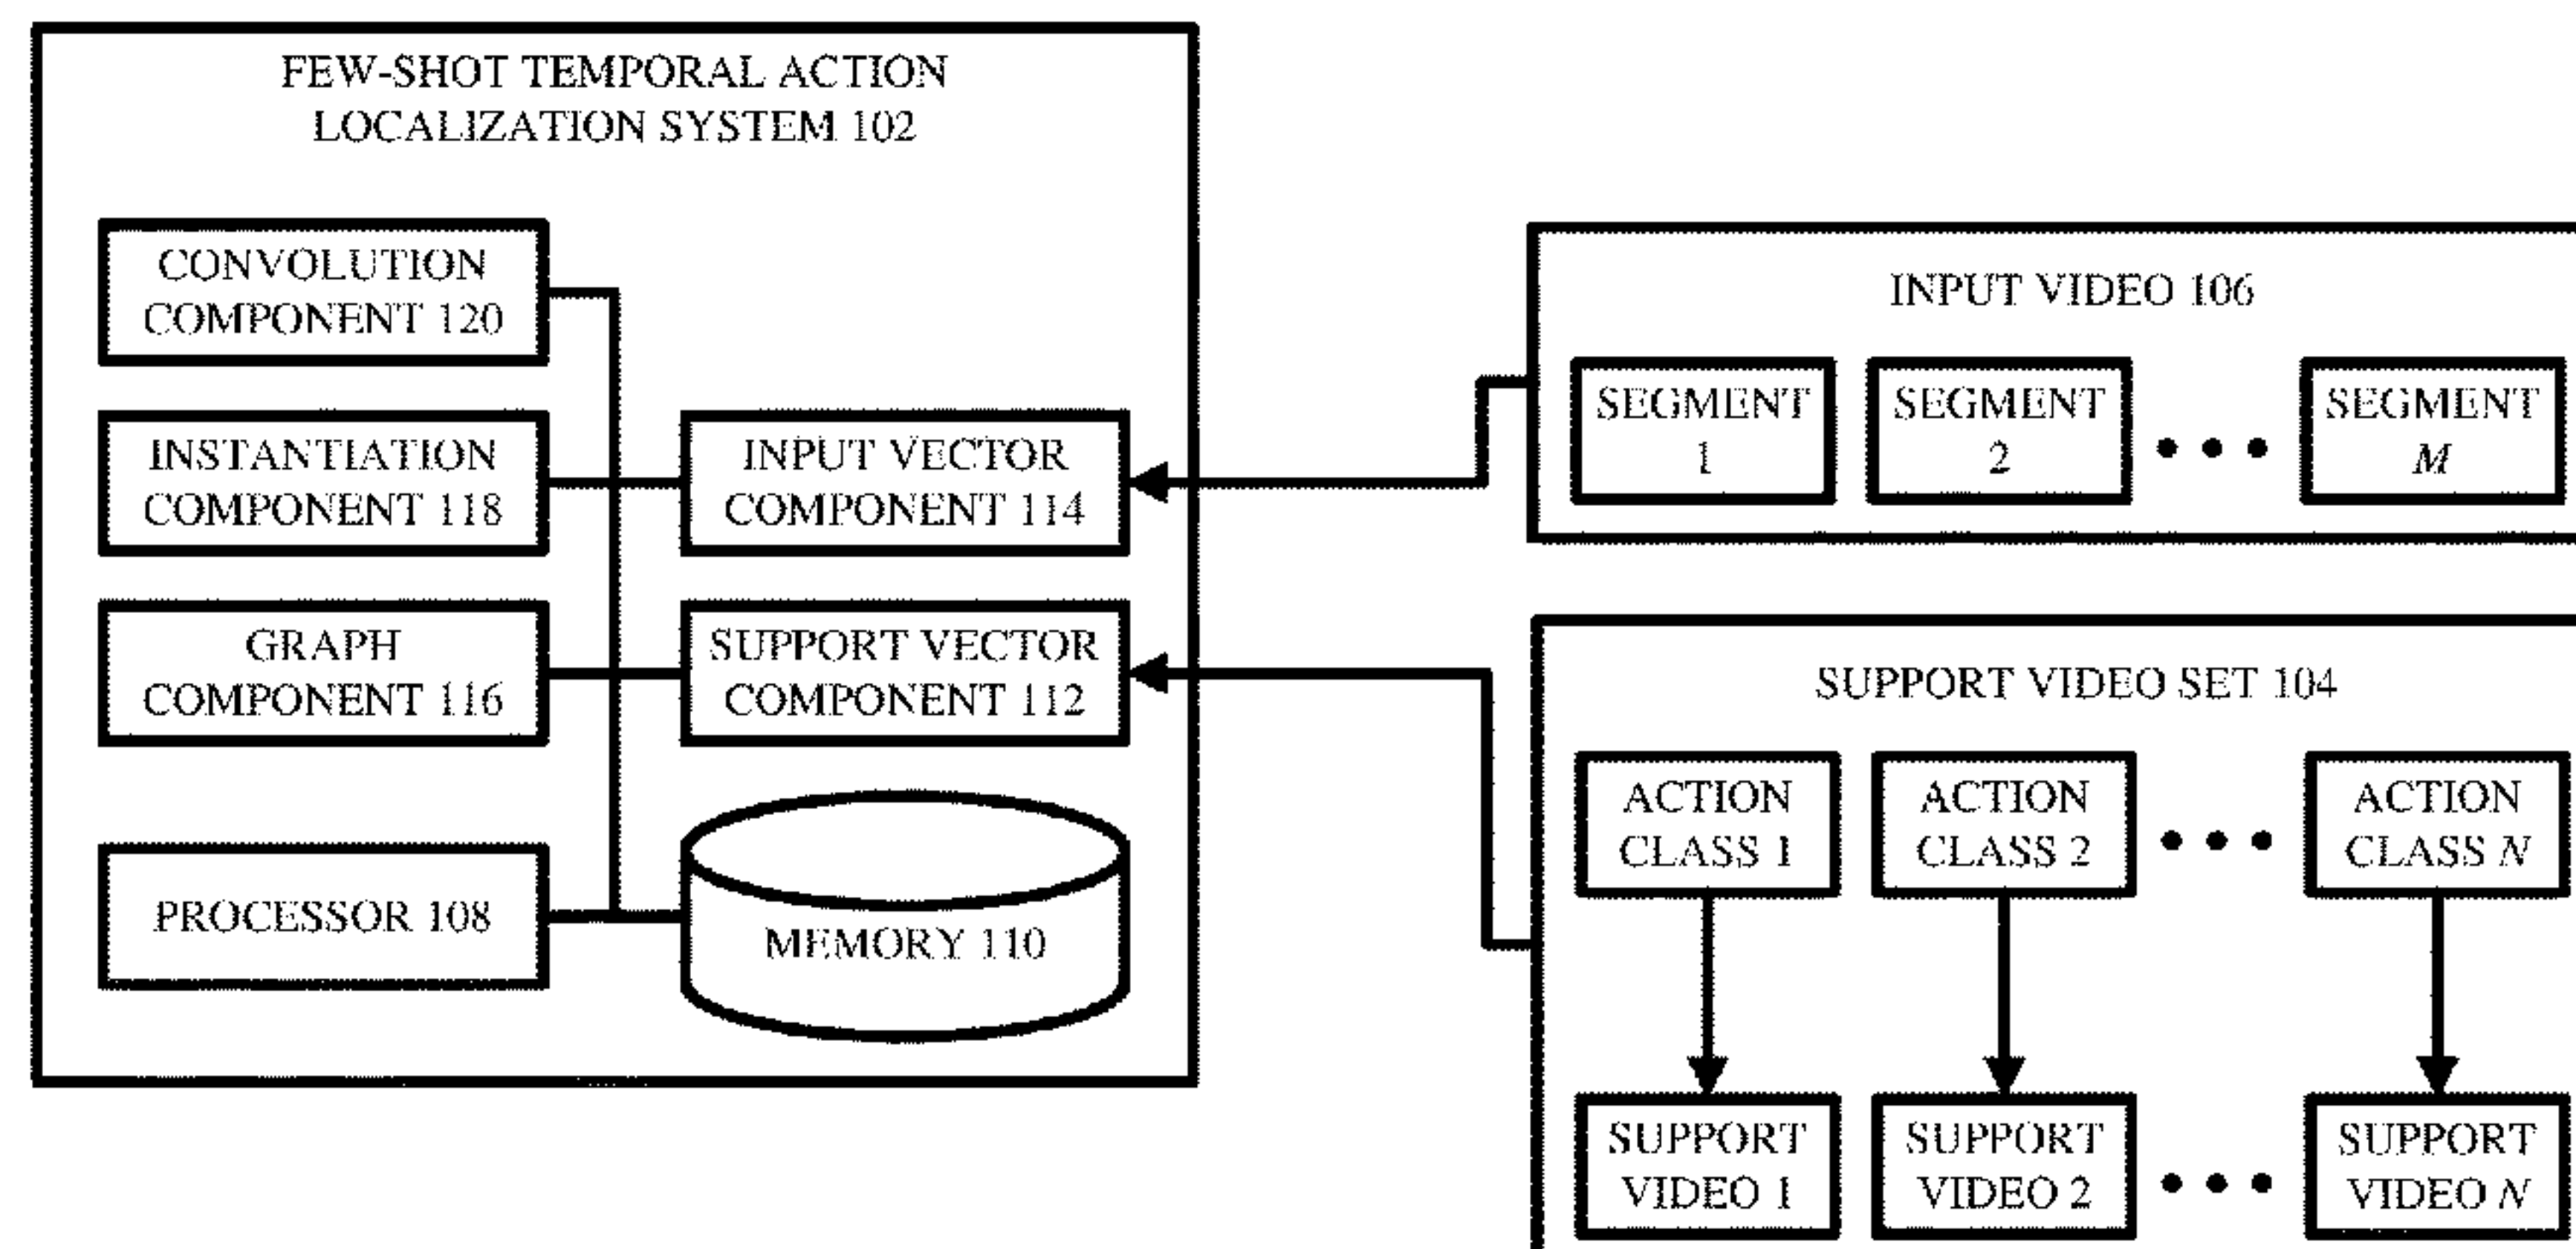 FEW-SHOT TEMPORAL ACTION
LOCALIZATION SYSTEM 102
CONVOLUTION
COMPONENT 120
INSTANTIATION
COMPONENT 118
INPUT VECTOR
COMPONENT 114
GRAPH
COMPONENT 116
SUPPORT VECTOR
COMPONENT 112
PROCESSOR 108
MEMORY 110
INPUT VIDEO 106
SEGMENT
1
SEGMENT
2
SEGMENT
M
SUPPORT VIDEO SET 104
ACTION
CLASS 1
ACTION
CLASS 2
ACTION
CLASS N
SUPPORT
VIDEO 1
SUPPORT
VIDEO 2
SUPPORT
VIDEO N